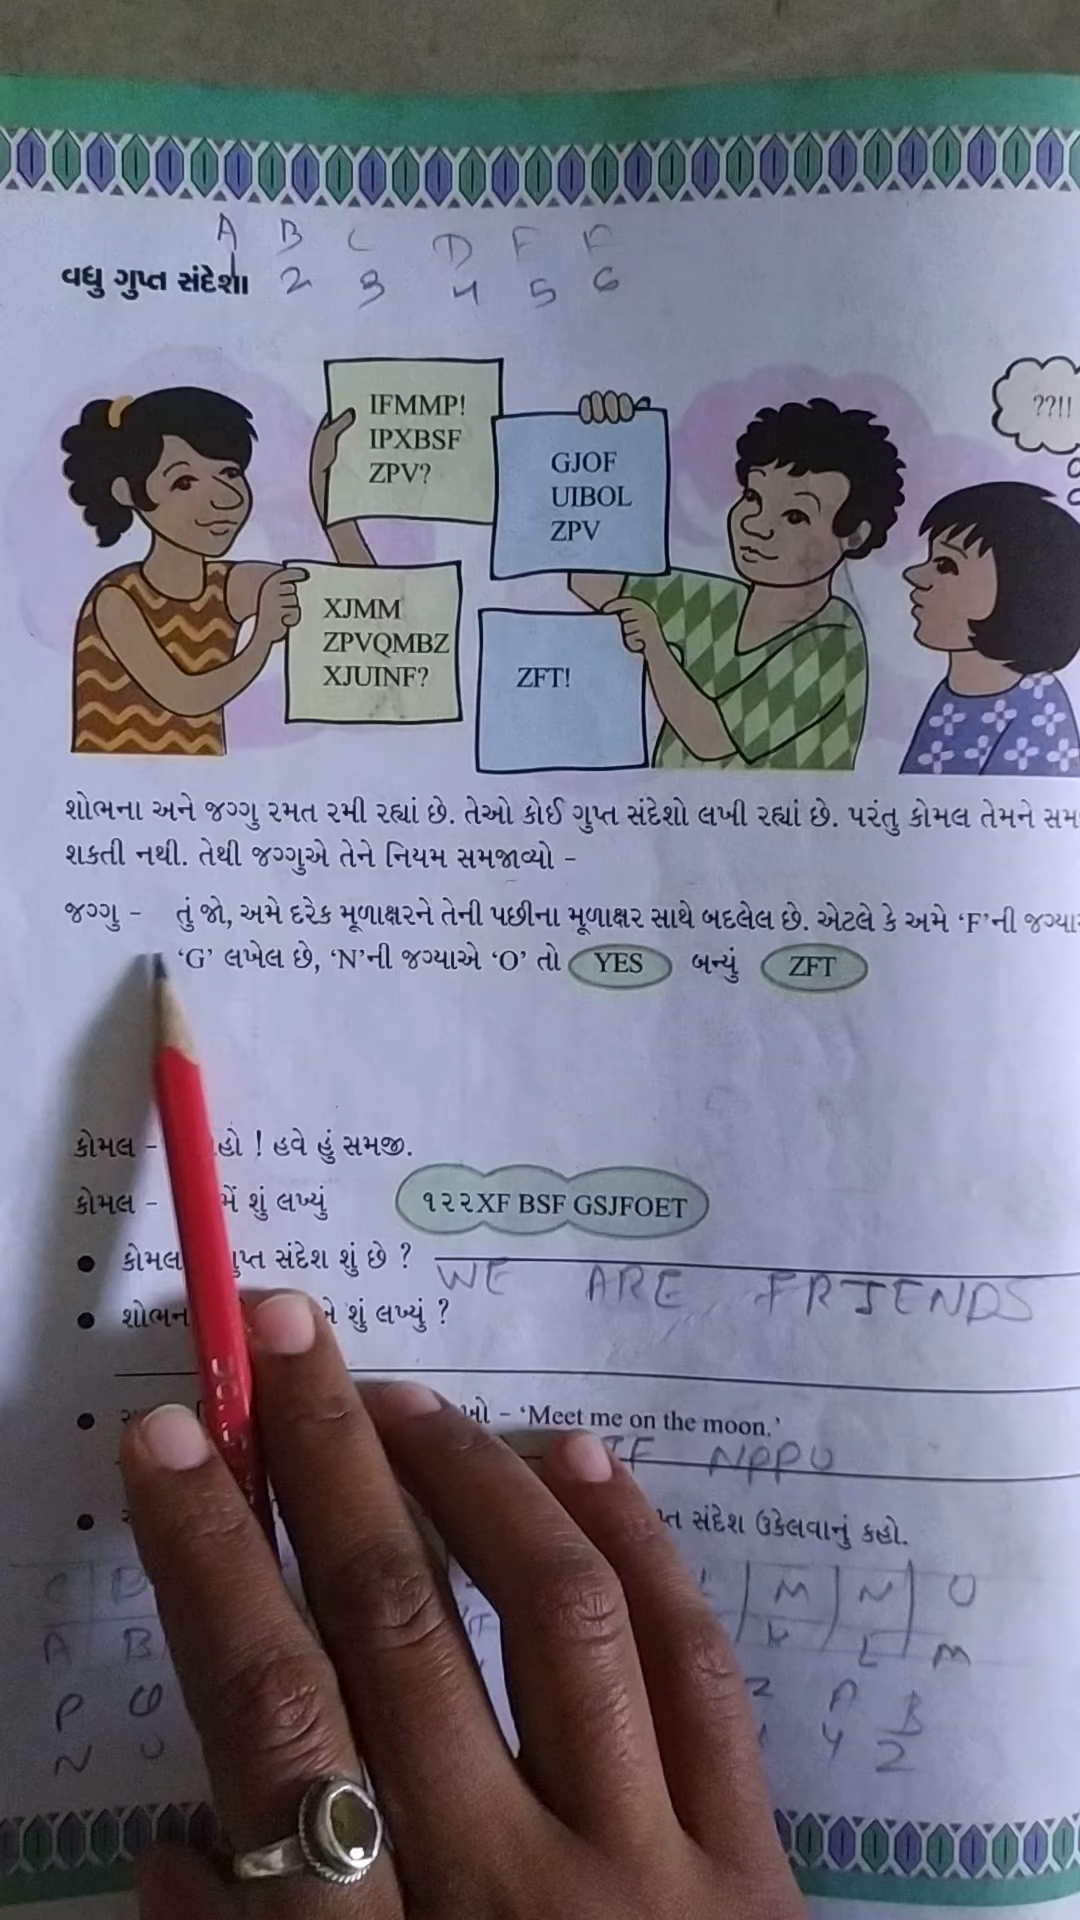 A B C D E F
વધુ ગુપ્ત સંદેશા 2 3 4 5 6
IFMMP!
IPXBSF
ZPV?
GJOF
UIBOL
ZPV
??!!
XJMM
ZPVQMBZ
XJUINF?
ZFT!
શોભના અને જગ્ગુ રમત રમી રહ્યાં છે. તેઓ કોઈ ગુપ્ત સંદેશો લખી રહ્યાં છે. પરંતુ કોમલ તેમને સમ
શકતી નથી. તેથી જગ્ગુએ તેને નિયમ સમજાવ્યો –
જગ્ગુ – તું જો, અમે દરેક મૂળાક્ષરને તેની પછીના મૂળાક્ષર સાથે બદલેલ છે. એટલે કે અમે ‘F’ની જગ્યા
‘G’ લખેલ છે, ‘N’ની જગ્યાએ ‘O’ તો YES બન્યું ZFT
કોમલ – હો ! હવે હું સમજી.
કોમલ – મેં શું લખ્યું ૧૨૨XF BSF GSJFOET
કોમલ ગુપ્ત સંદેશ શું છે ?
WE ARE FRIENDS
શોભન ને શું લખ્યું ?
ખો – ‘Meet me on the moon.’
NPPO
પ્ત સંદેશ ઉકેલવાનું કહો.
M N O
A B K L M
P Z A B
N Y Z